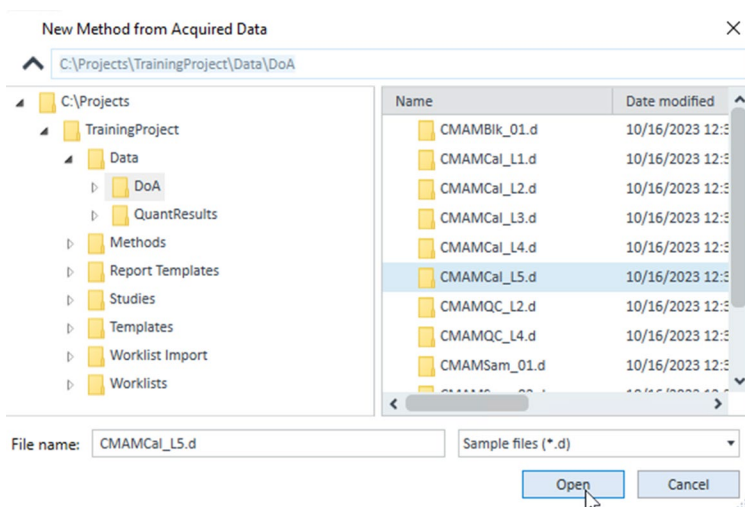 New Method from Acquired Data
C:\Projects\TrainingProject\Data\DoA
C:\Projects
TrainingProject
Data
DoA
QuantResults
Methods
Report Templates
Studies
Templates
Worklist Import
Worklists
Name Date modified
CMAMBlk_01.d 10/16/2023 12:3
CMAMCal_L1.d 10/16/2023 12:3
CMAMCal_L2.d 10/16/2023 12:3
CMAMCal_L3.d 10/16/2023 12:3
CMAMCal_L4.d 10/16/2023 12:3
CMAMCal_L5.d 10/16/2023 12:3
CMAMQC_L2.d 10/16/2023 12:3
CMAMQC_L4.d 10/16/2023 12:3
CMAMSam_01.d 10/16/2023 12:3
File name: CMAMCal_L5.d Sample files (*.d)
Open Cancel